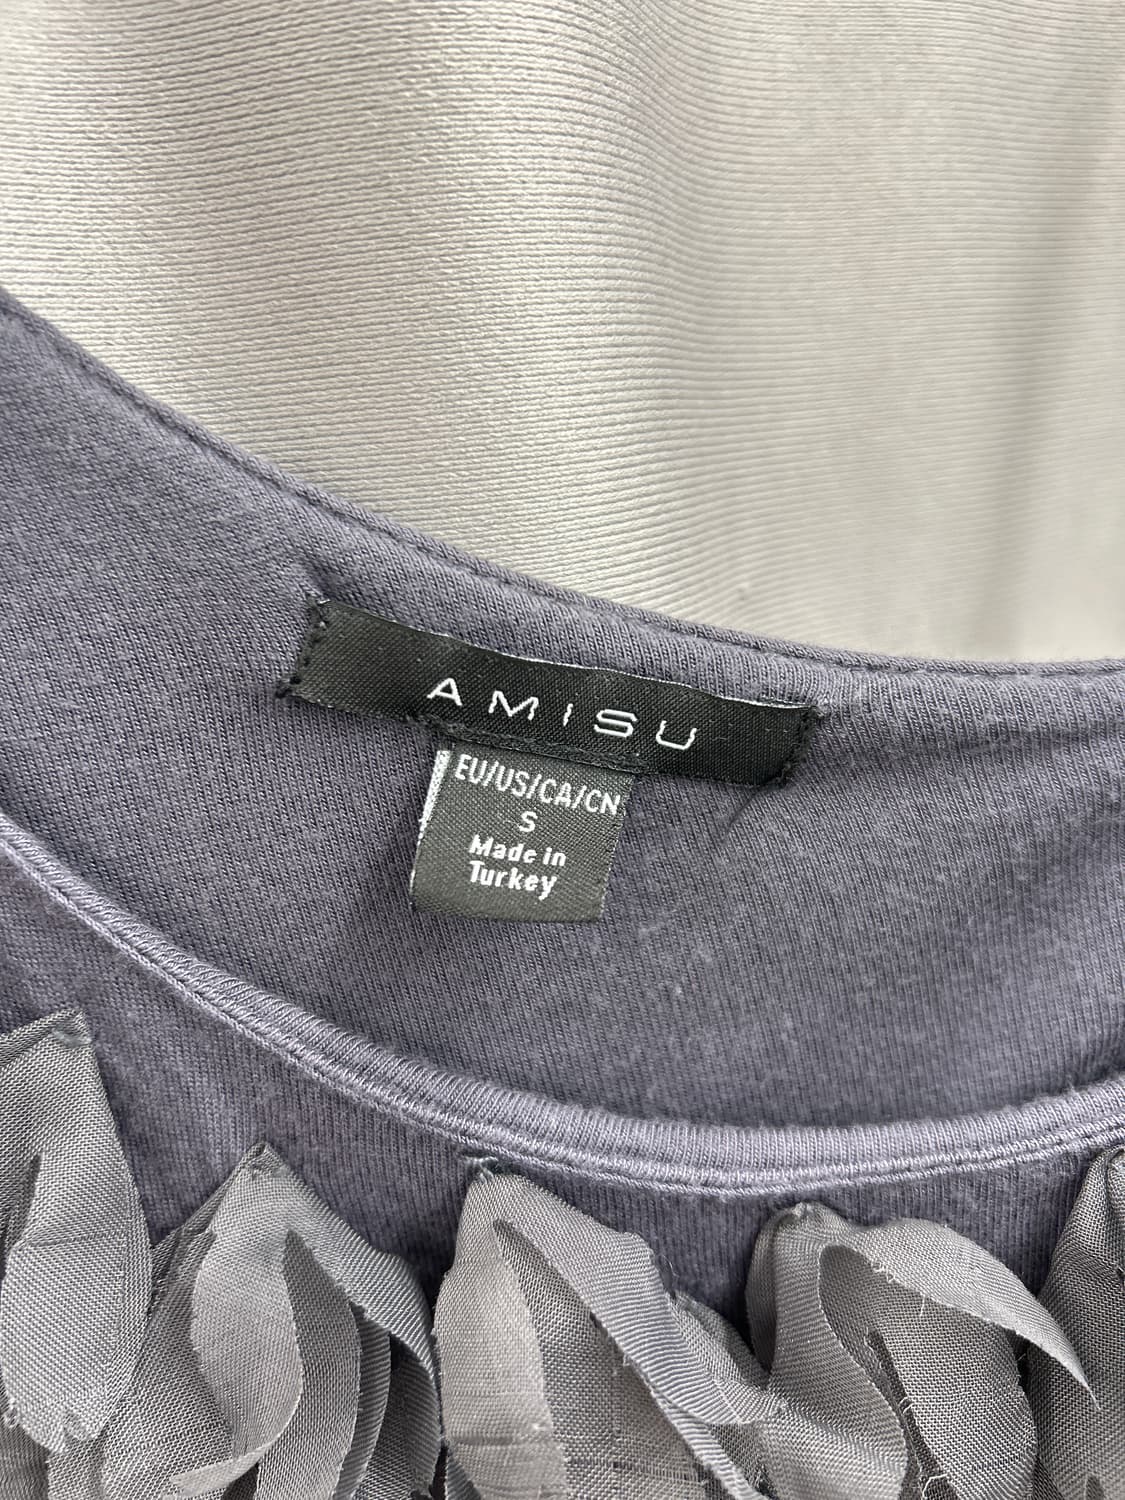 AMISU
EU/US/CA/CN
S
Made in
Turkey